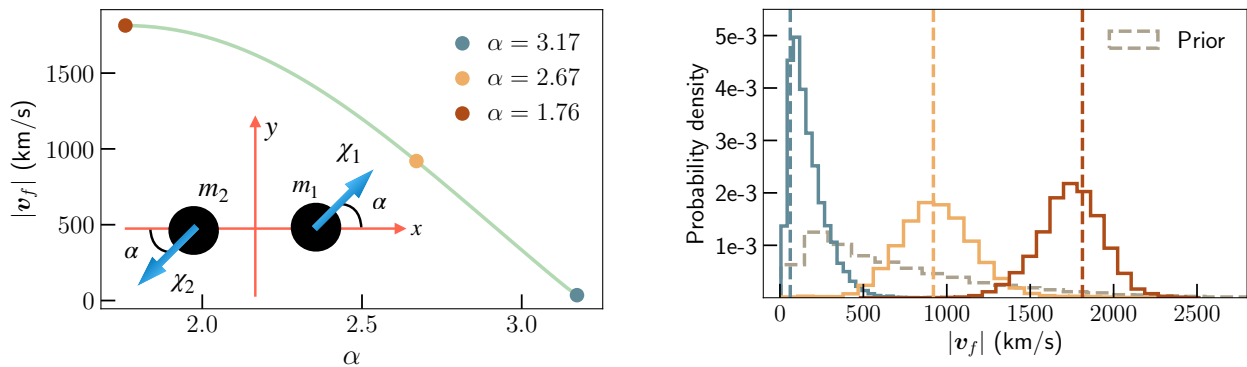 |v_f| (km/s)
1500
1000
500
0
2.0
2.5
3.0
α
α = 3.17
α = 2.67
α = 1.76
y
x
m_2
m_1
χ_1
α
α
χ_2
Probability density
5e-3
4e-3
3e-3
2e-3
1e-3
0
500
1000
1500
2000
2500
|v_f| (km/s)
Prior